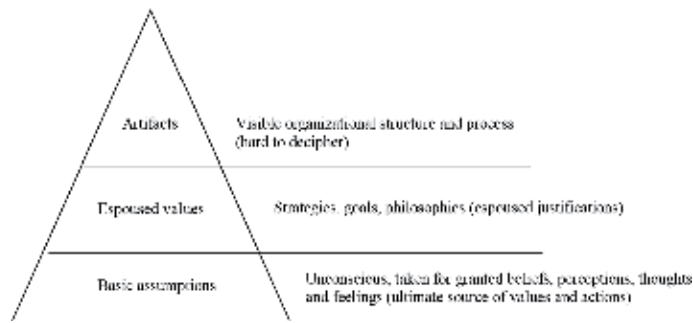 Artifacts
Visible organizational structure and process
(hard to decipher)
Espoused values
Strategies, goals, philosophies (espoused justifications)
Basic assumptions
Unconscious, taken for granted beliefs, perceptions, thoughts
and feelings (ultimate source of values and actions)